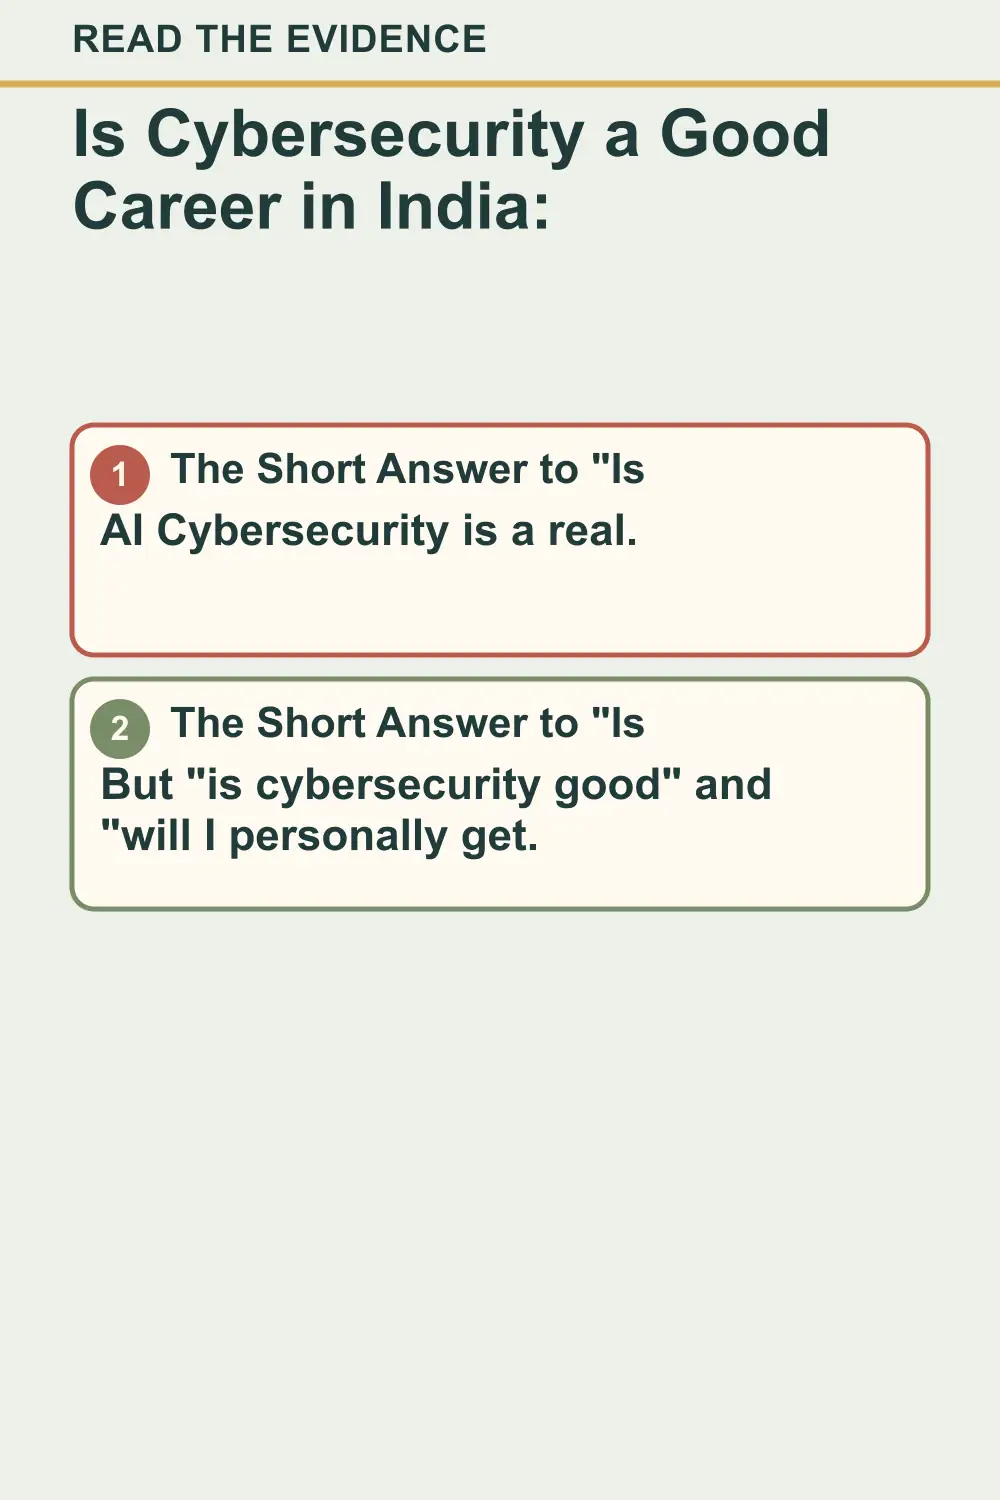 READ THE EVIDENCE
Is Cybersecurity a Good
Career in India:
1
The Short Answer to "Is
AI Cybersecurity is a real.
2
The Short Answer to "Is
But "is cybersecurity good" and
"will I personally get.